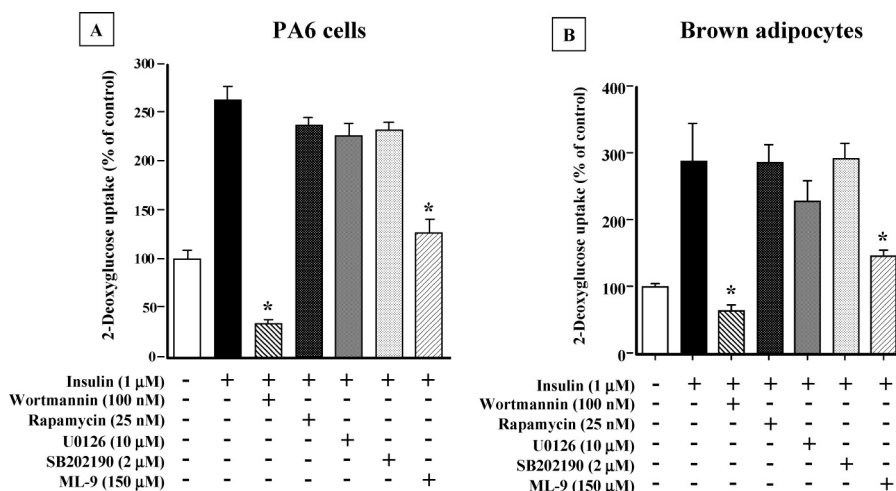 A PA6 cells
2-Deoxyglucose uptake (% of control)
300
250
200
150
100
50
0
*
*
Insulin (1 μM) - + + + + + +
Wortmannin (100 nM) - - + - - - -
Rapamycin (25 nM) - - - + - - -
U0126 (10 μM) - - - - + - -
SB202190 (2 μM) - - - - - + -
ML-9 (150 μM) - - - - - - +
B Brown adipocytes
2-Deoxyglucose uptake (% of control)
400
300
200
100
0
*
*
Insulin (1 μM) - + + + + + +
Wortmannin (100 nM) - - + - - - -
Rapamycin (25 nM) - - - + - - -
U0126 (10 μM) - - - - + - -
SB202190 (2 μM) - - - - - + -
ML-9 (150 μM) - - - - - - +